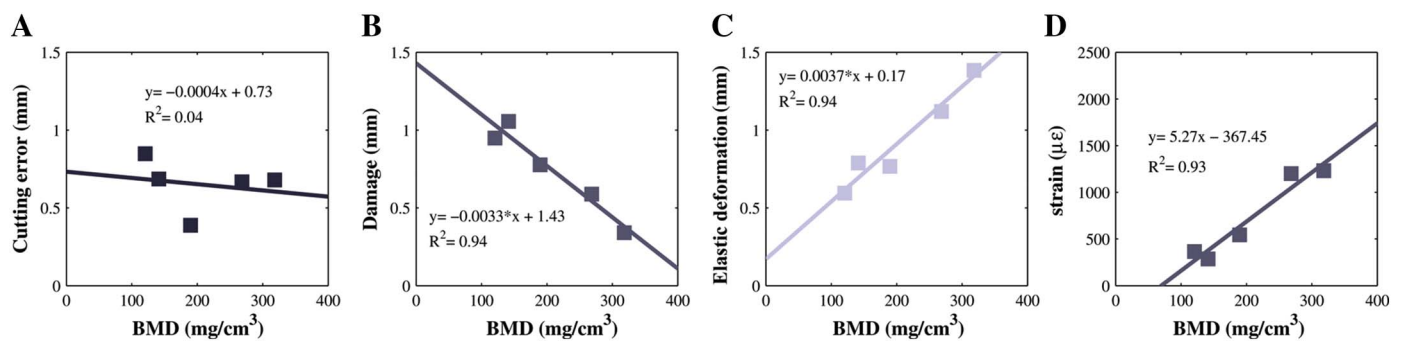 A
Cutting error (mm)
1.5
1
0.5
0
y= −0.0004x + 0.73
R²= 0.04
0 100 200 300 400
BMD (mg/cm³)
B
Damage (mm)
1.5
1
0.5
0
y= −0.0033*x + 1.43
R²= 0.94
0 100 200 300 400
BMD (mg/cm³)
C
Elastic deformation (mm)
1.5
1
0.5
0
y= 0.0037*x + 0.17
R²= 0.94
0 100 200 300 400
BMD (mg/cm³)
D
strain (με)
2500
2000
1500
1000
500
0
y= 5.27x − 367.45
R²= 0.93
0 100 200 300 400
BMD (mg/cm³)